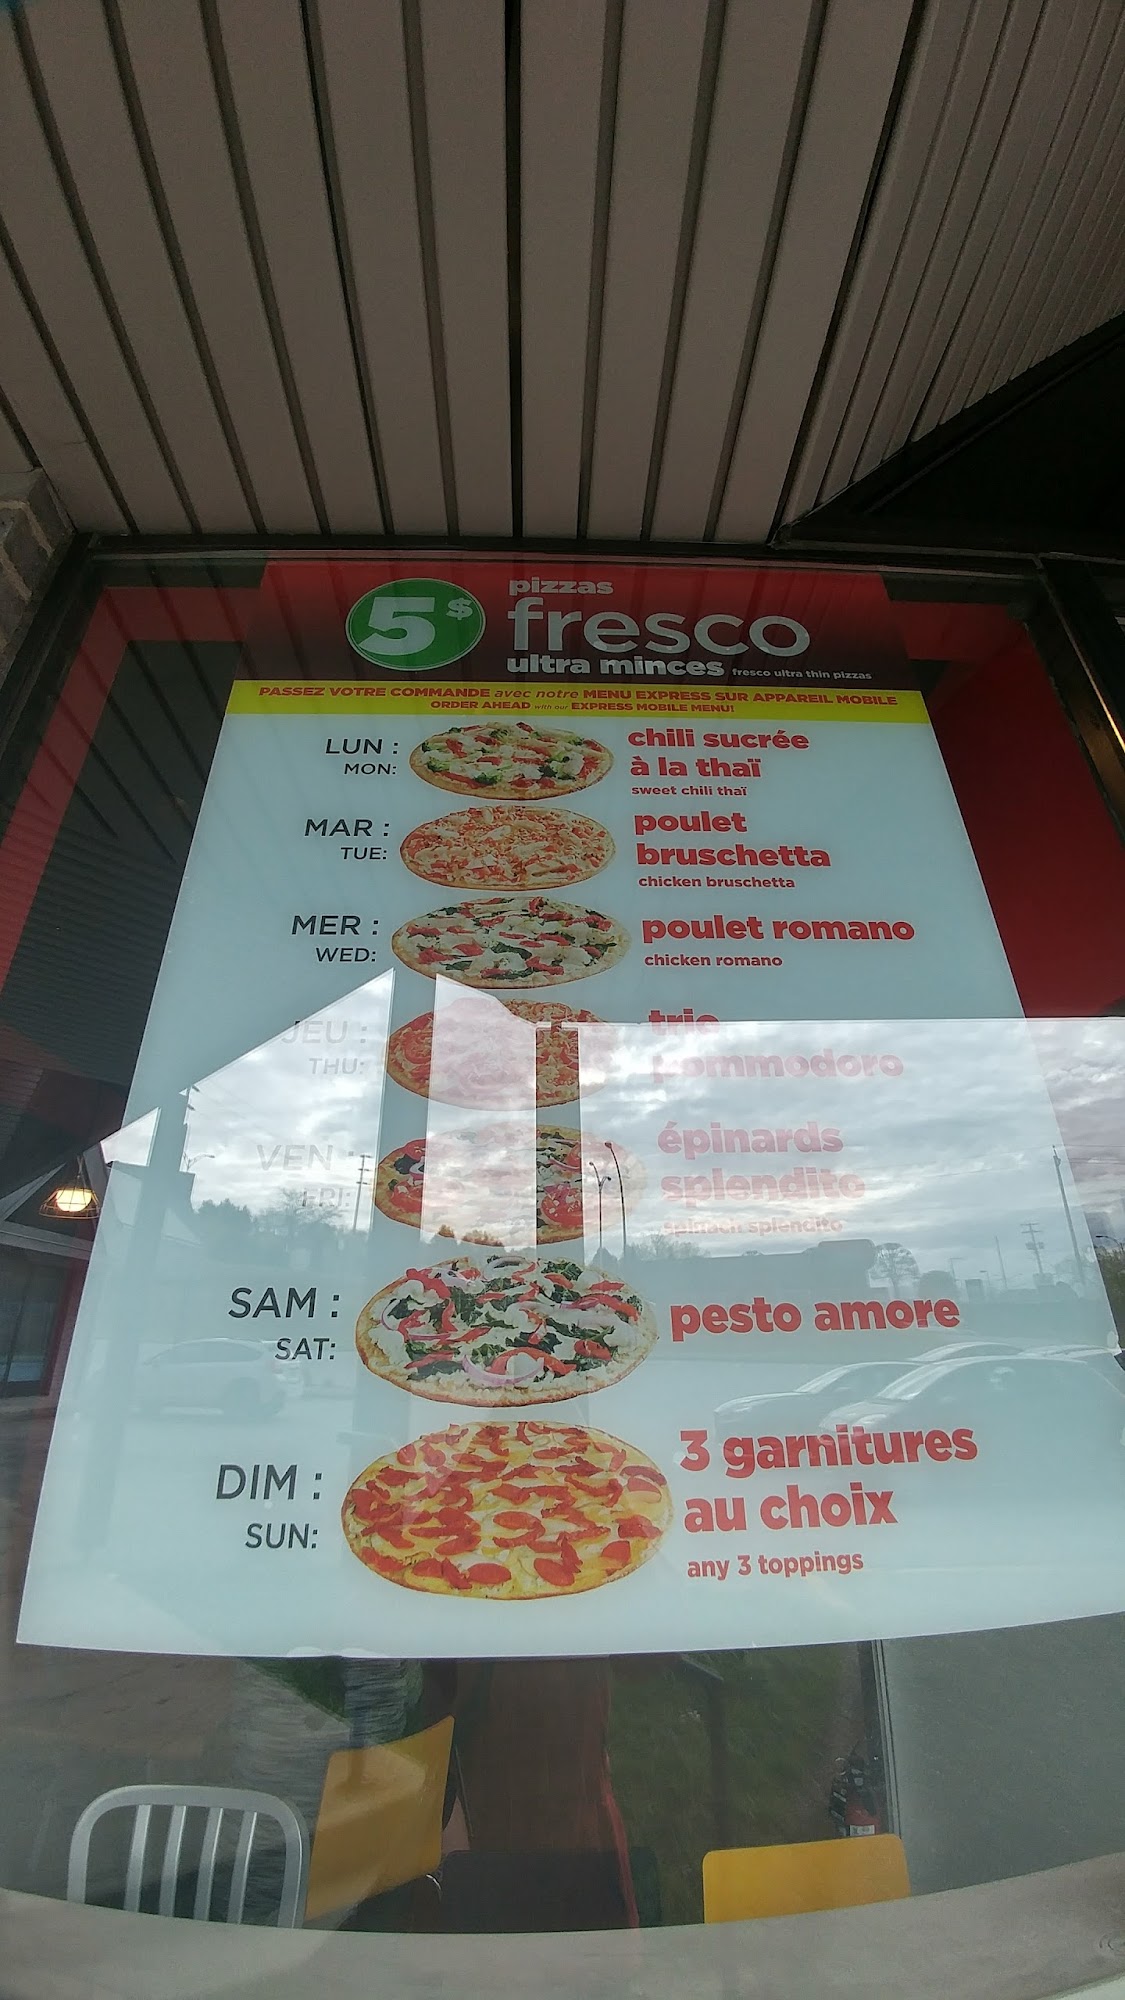 5$
pizzas
fresco
ultra minces fresco ultra thin pizzas
PASSEZ VOTRE COMMANDE avec notre MENU EXPRESS SUR APPAREIL MOBILE
ORDER AHEAD with our EXPRESS MOBILE MENU!
LUN :
MON:
chili sucrée
à la thaï
sweet chili thaï
MAR :
TUE:
poulet
bruschetta
chicken bruschetta
MER :
WED:
poulet romano
chicken romano
JEU :
THU:
trio
pommodoro
VEN :
FRI:
épinards
splendito
spinach splendito
SAM :
SAT:
pesto amore
DIM :
SUN:
3 garnitures
au choix
any 3 toppings